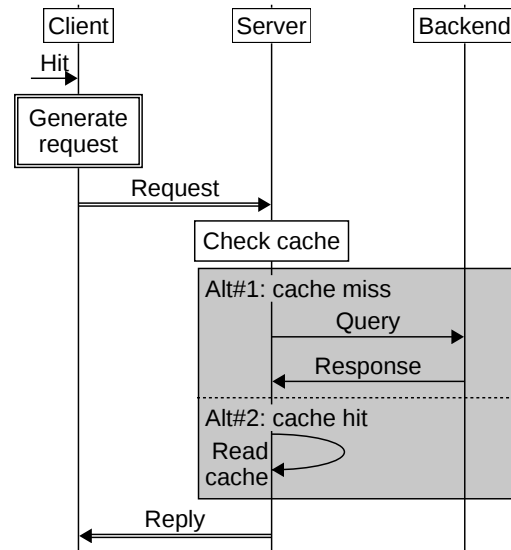 Client Server Backend
Hit
Generate
request
Request
Check cache
Alt#1: cache miss
Query
Response
Alt#2: cache hit
Read
cache
Reply